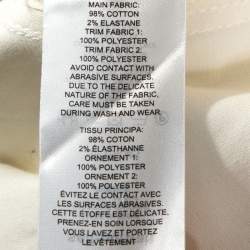 MAIN FABRIC:
98% COTTON
2% ELASTANE
TRIM FABRIC 1:
100% POLYESTER
TRIM FABRIC 2:
100% POLYESTER
AVOID CONTACT WITH
ABRASIVE SURFACES.
DUE TO THE DELICATE
NATURE OF THE FABRIC,
CARE MUST BE TAKEN
DURING WASH AND WEAR.
TISSU PRINCIPA:
98% COTTON
2% ÉLASTHANNE
ORNEMENT 1:
100% POLYESTER
ORNEMENT 2:
100% POLYESTER
ÉVITEZ LE CONTACT AVEC
LES SURFACES ABRASIVES.
CETTE ÉTOFFE EST DÉLICATE.
PRENEZ-EN SOIN LORSQUE
VOUS LAVEZ ET PORTEZ
LE VÊTEMENT